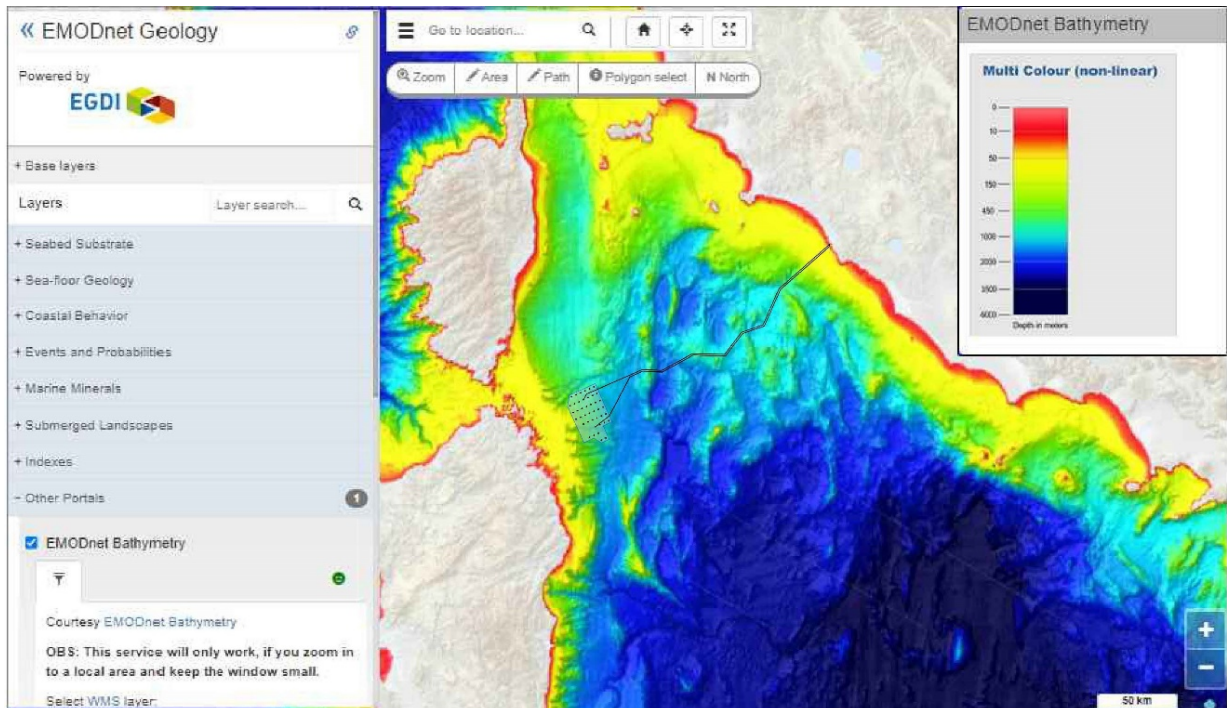 « EMODnet Geology
Powered by
EGDI
+ Base layers
Layers
Layer search...
+ Seabed Substrate
+ Sea-floor Geology
+ Coastal Behavior
+ Events and Probabilities
+ Marine Minerals
+ Submerged Landscapes
+ Indexes
- Other Portals
1
EMODnet Bathymetry
Courtesy EMODnet Bathymetry
OBS: This service will only work, if you zoom in
to a local area and keep the window small.
Select WMS layer:
Go to location...
Zoom
Area
Path
Polygon select
N North
EMODnet Bathymetry
Multi Colour (non-linear)
0
10
50
150
450
1000
2000
3500
6000
Depth in meters
+
−
50 km